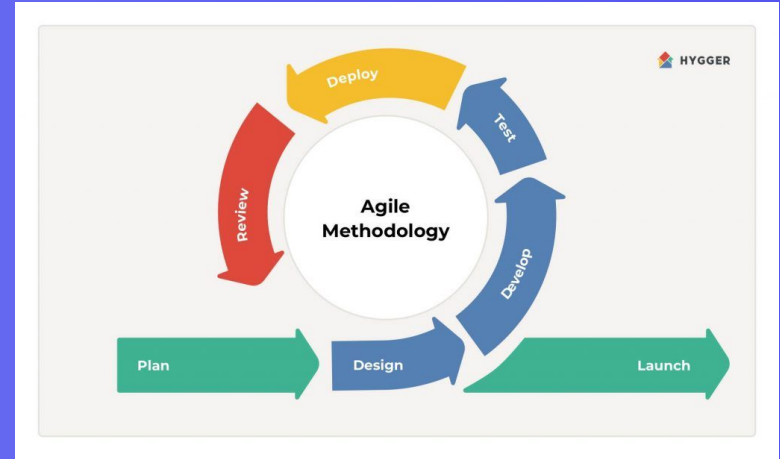 HYGGER
Deploy
Test
Review
Agile
Methodology
Develop
Plan
Design
Launch